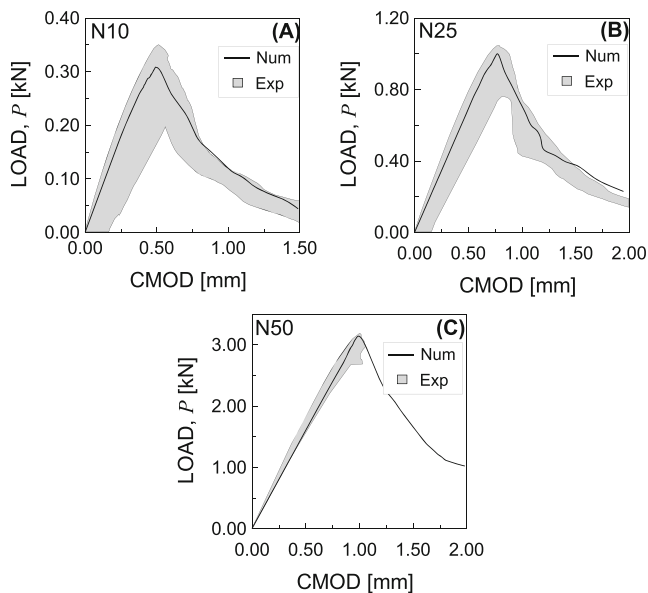 N10 (A)
Num
Exp
LOAD, P [kN]
0.40
0.30
0.20
0.10
0.00
0.00 0.50 1.00 1.50
CMOD [mm]
N25 (B)
Num
Exp
LOAD, P [kN]
1.20
0.80
0.40
0.00
0.00 0.50 1.00 1.50 2.00
CMOD [mm]
N50 (C)
Num
Exp
LOAD, P [kN]
3.00
2.00
1.00
0.00
0.00 0.50 1.00 1.50 2.00
CMOD [mm]